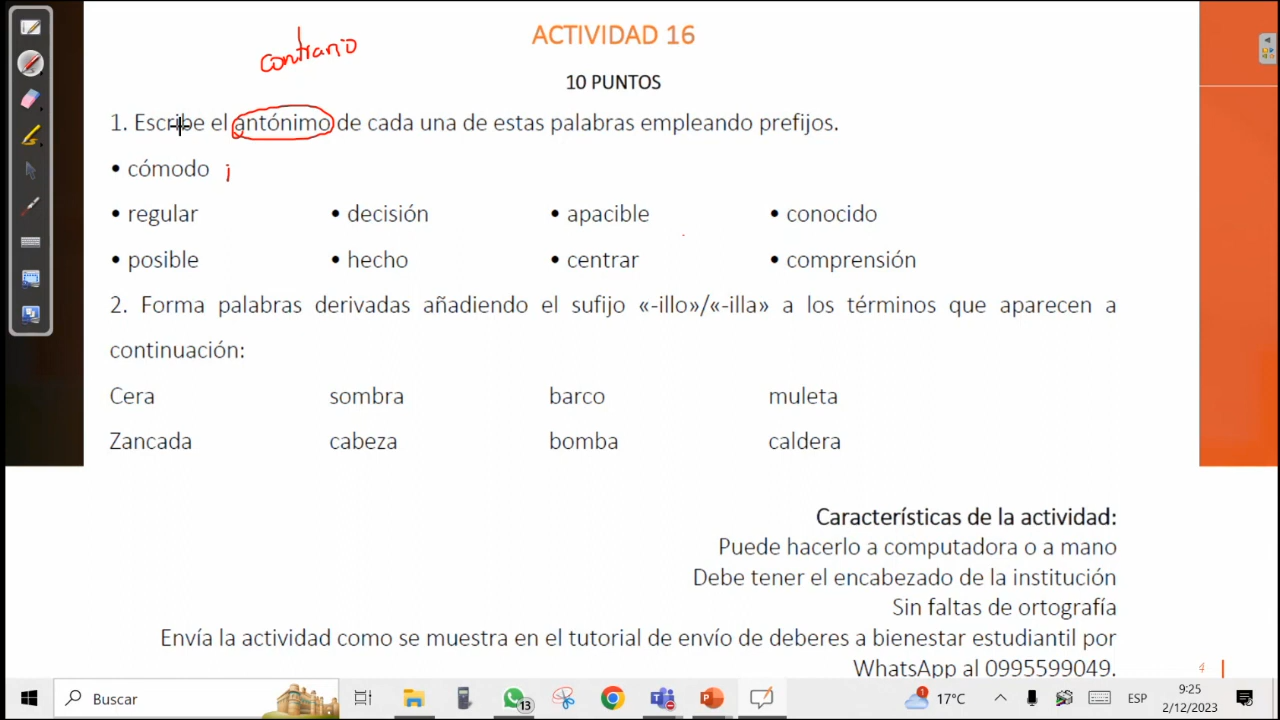 contrario
ACTIVIDAD 16
10 PUNTOS
1. Escribe el antónimo de cada una de estas palabras empleando prefijos.
• cómodo i
• regular • decisión • apacible • conocido
• posible • hecho • centrar • comprensión
2. Forma palabras derivadas añadiendo el sufijo «-illo»/«-illa» a los términos que aparecen a
continuación:
Cera sombra barco muleta
Zancada cabeza bomba caldera
Características de la actividad:
Puede hacerlo a computadora o a mano
Debe tener el encabezado de la institución
Sin faltas de ortografía
Envía la actividad como se muestra en el tutorial de envío de deberes a bienestar estudiantil por
WhatsApp al 0995599049.
4
Buscar 13 1 17°C ESP 9:25
2/12/2023